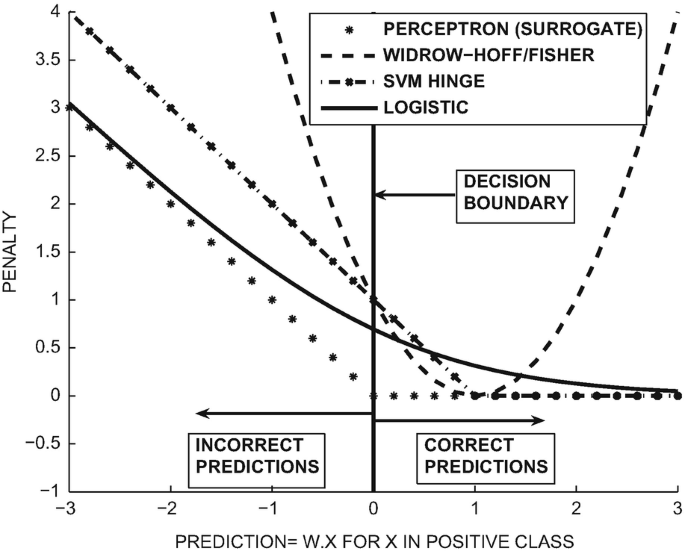 4
3.5
3
2.5
2
1.5
1
0.5
0
−0.5
−1
PENALTY
PERCEPTRON (SURROGATE)
WIDROW−HOFF/FISHER
SVM HINGE
LOGISTIC
DECISION
BOUNDARY
INCORRECT
PREDICTIONS
CORRECT
PREDICTIONS
−3 −2 −1 0 1 2 3
PREDICTION= W.X FOR X IN POSITIVE CLASS